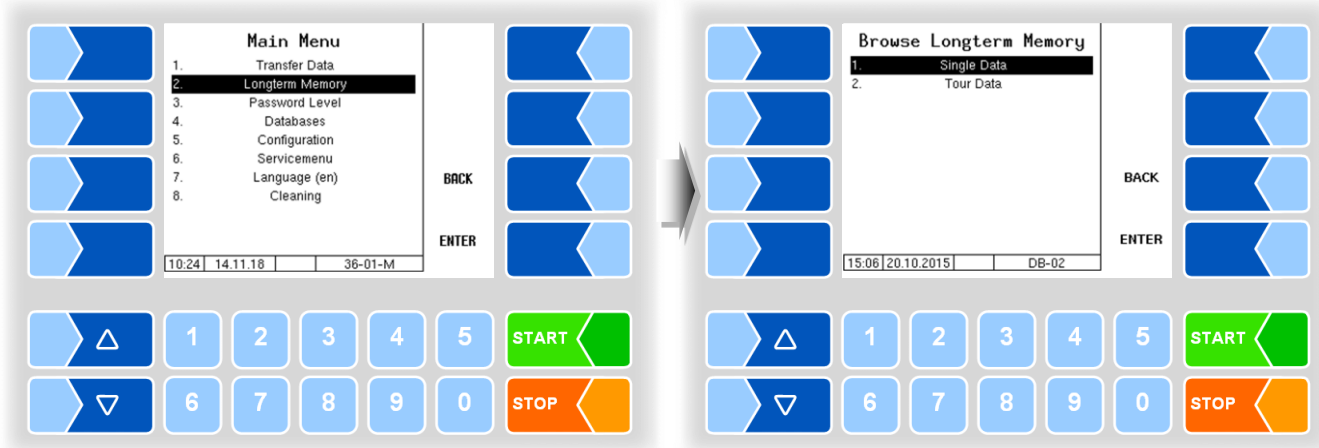 Main Menu
1. Transfer Data
2. Longterm Memory
3. Password Level
4. Databases
5. Configuration
6. Servicemenu
7. Language (en)
8. Cleaning
BACK
ENTER
10:24 14.11.18 36-01-M
1 2 3 4 5 START
6 7 8 9 0 STOP
Browse Longterm Memory
1. Single Data
2. Tour Data
BACK
ENTER
15:06 20.10.2015 DB-02
1 2 3 4 5 START
6 7 8 9 0 STOP